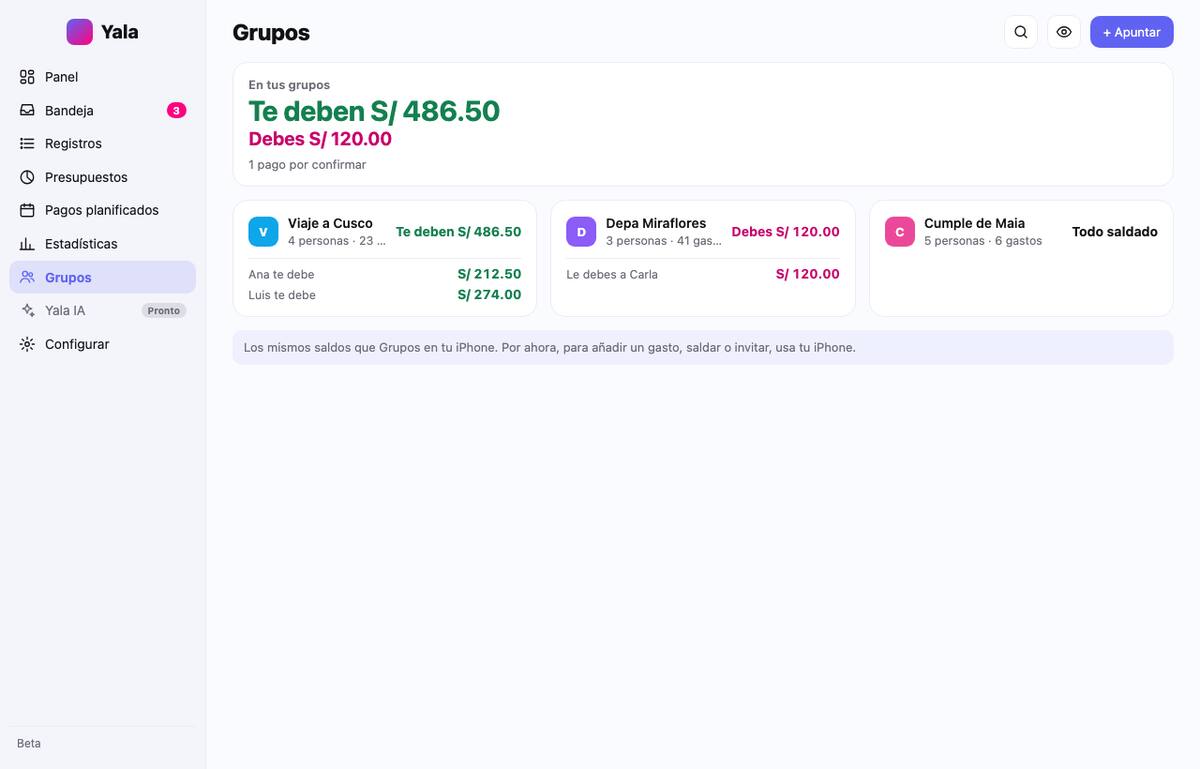 Yala
Panel
Bandeja 3
Registros
Presupuestos
Pagos planificados
Estadísticas
Grupos
Yala IA Pronto
Configurar
Beta
Grupos
+ Apuntar
En tus grupos
Te deben S/ 486.50
Debes S/ 120.00
1 pago por confirmar
V
Viaje a Cusco
4 personas · 23 ...
Te deben S/ 486.50
Ana te debe S/ 212.50
Luis te debe S/ 274.00
D
Depa Miraflores
3 personas · 41 gas...
Debes S/ 120.00
Le debes a Carla S/ 120.00
C
Cumple de Maia
5 personas · 6 gastos
Todo saldado
Los mismos saldos que Grupos en tu iPhone. Por ahora, para añadir un gasto, saldar o invitar, usa tu iPhone.